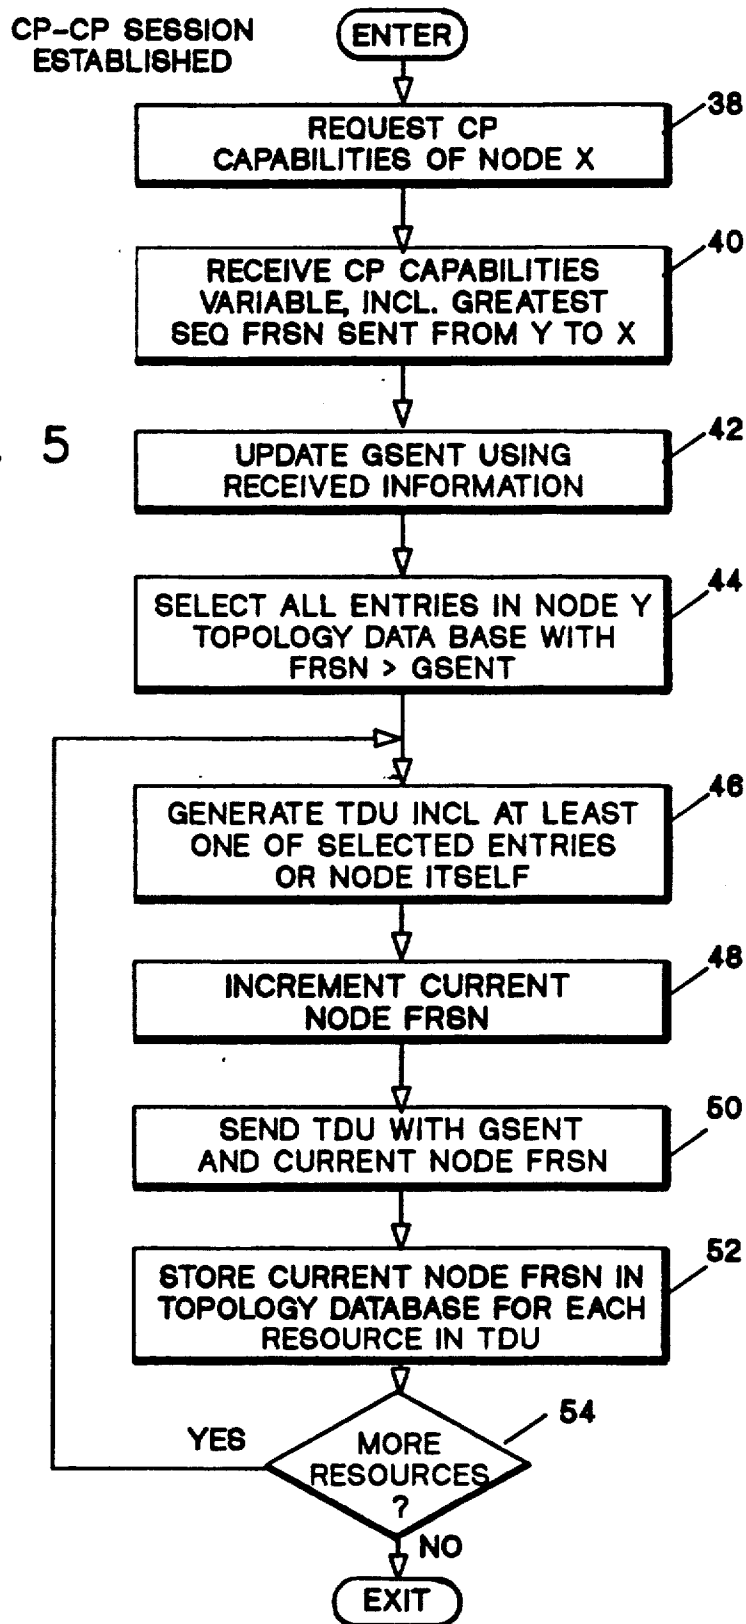 CP-CP SESSION
ESTABLISHED
ENTER
38
REQUEST CP
CAPABILITIES OF NODE X
40
RECEIVE CP CAPABILITIES
VARIABLE, INCL. GREATEST
SEQ FRSN SENT FROM Y TO X
. 5
42
UPDATE GSENT USING
RECEIVED INFORMATION
44
SELECT ALL ENTRIES IN NODE Y
TOPOLOGY DATA BASE WITH
FRSN > GSENT
46
GENERATE TDU INCL AT LEAST
ONE OF SELECTED ENTRIES
OR NODE ITSELF
48
INCREMENT CURRENT
NODE FRSN
50
SEND TDU WITH GSENT
AND CURRENT NODE FRSN
52
STORE CURRENT NODE FRSN IN
TOPOLOGY DATABASE FOR EACH
RESOURCE IN TDU
54
YES
MORE
RESOURCES
?
NO
EXIT